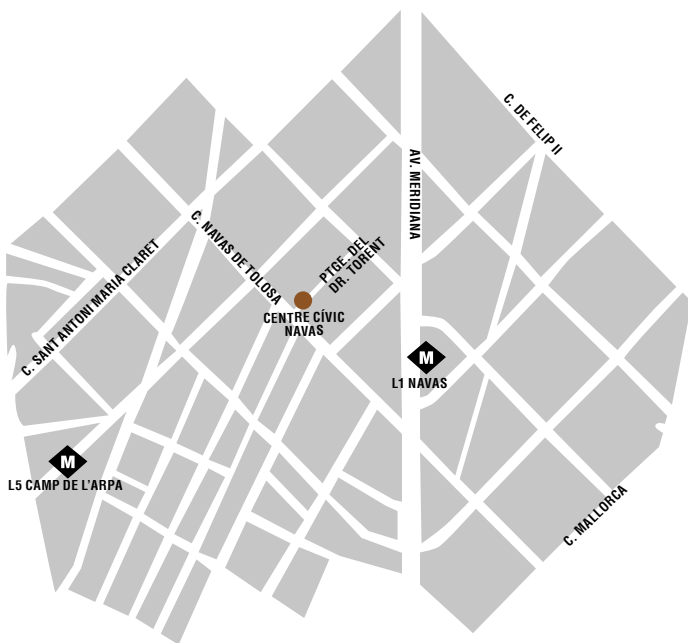 C. DE FELIP II
AV. MERIDIANA
C. NAVAS DE TOLOSA
PTGE. DEL
DR. TORENT
C. SANT ANTONI MARIA CLARET
CENTRE CÍVIC
NAVAS
M
L1 NAVAS
M
L5 CAMP DE L'ARPA
C. MALLORCA